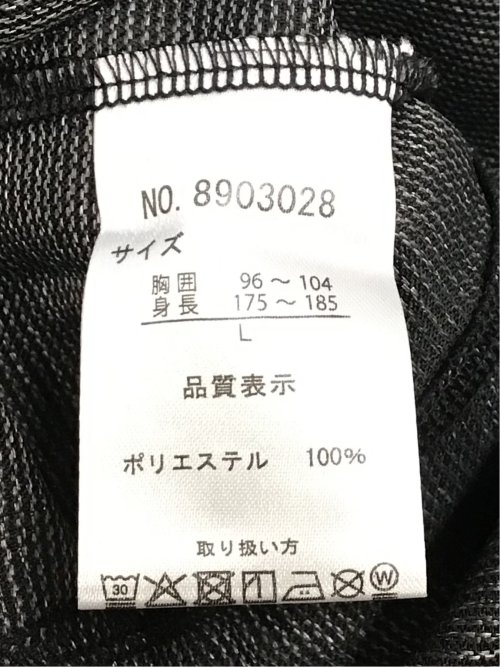 NO. 8903028
サイズ
胸囲 96～104
身長 175～185
L
品質表示
ポリエステル 100%
取り扱い方
30 W